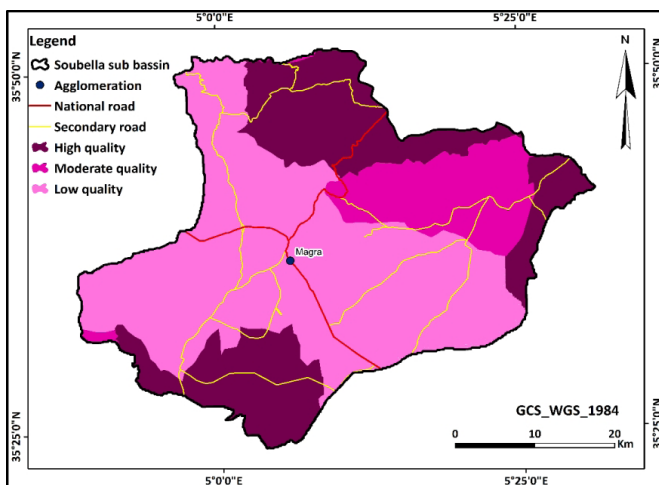 5°0'0"E 5°25'0"E
Legend
Soubella sub bassin
Agglomeration
National road
Secondary road
High quality
Moderate quality
Low quality
N
35°50'0"N
35°50'0"N
Magra
GCS_WGS_1984
0 10 20
Km
35°25'0"N
35°25'0"N
5°0'0"E 5°25'0"E